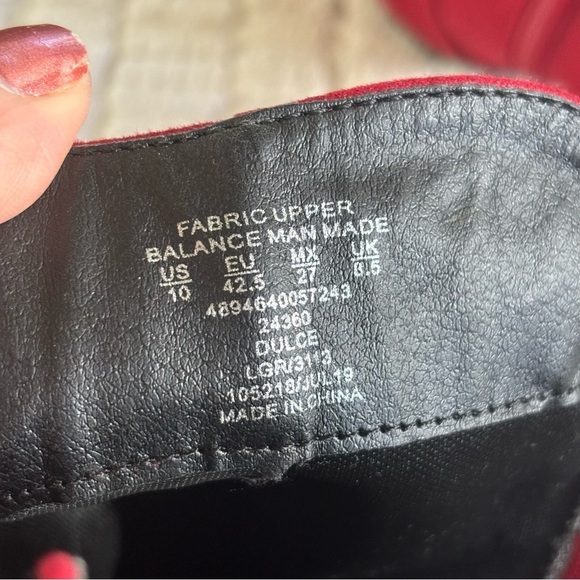 FABRIC UPPER
BALANCE MAN MADE
US EU MX UK
10 42.5 27 8.5
4894640057243
24360
DULCE
LGR/3113
105218/JUL19
MADE IN CHINA